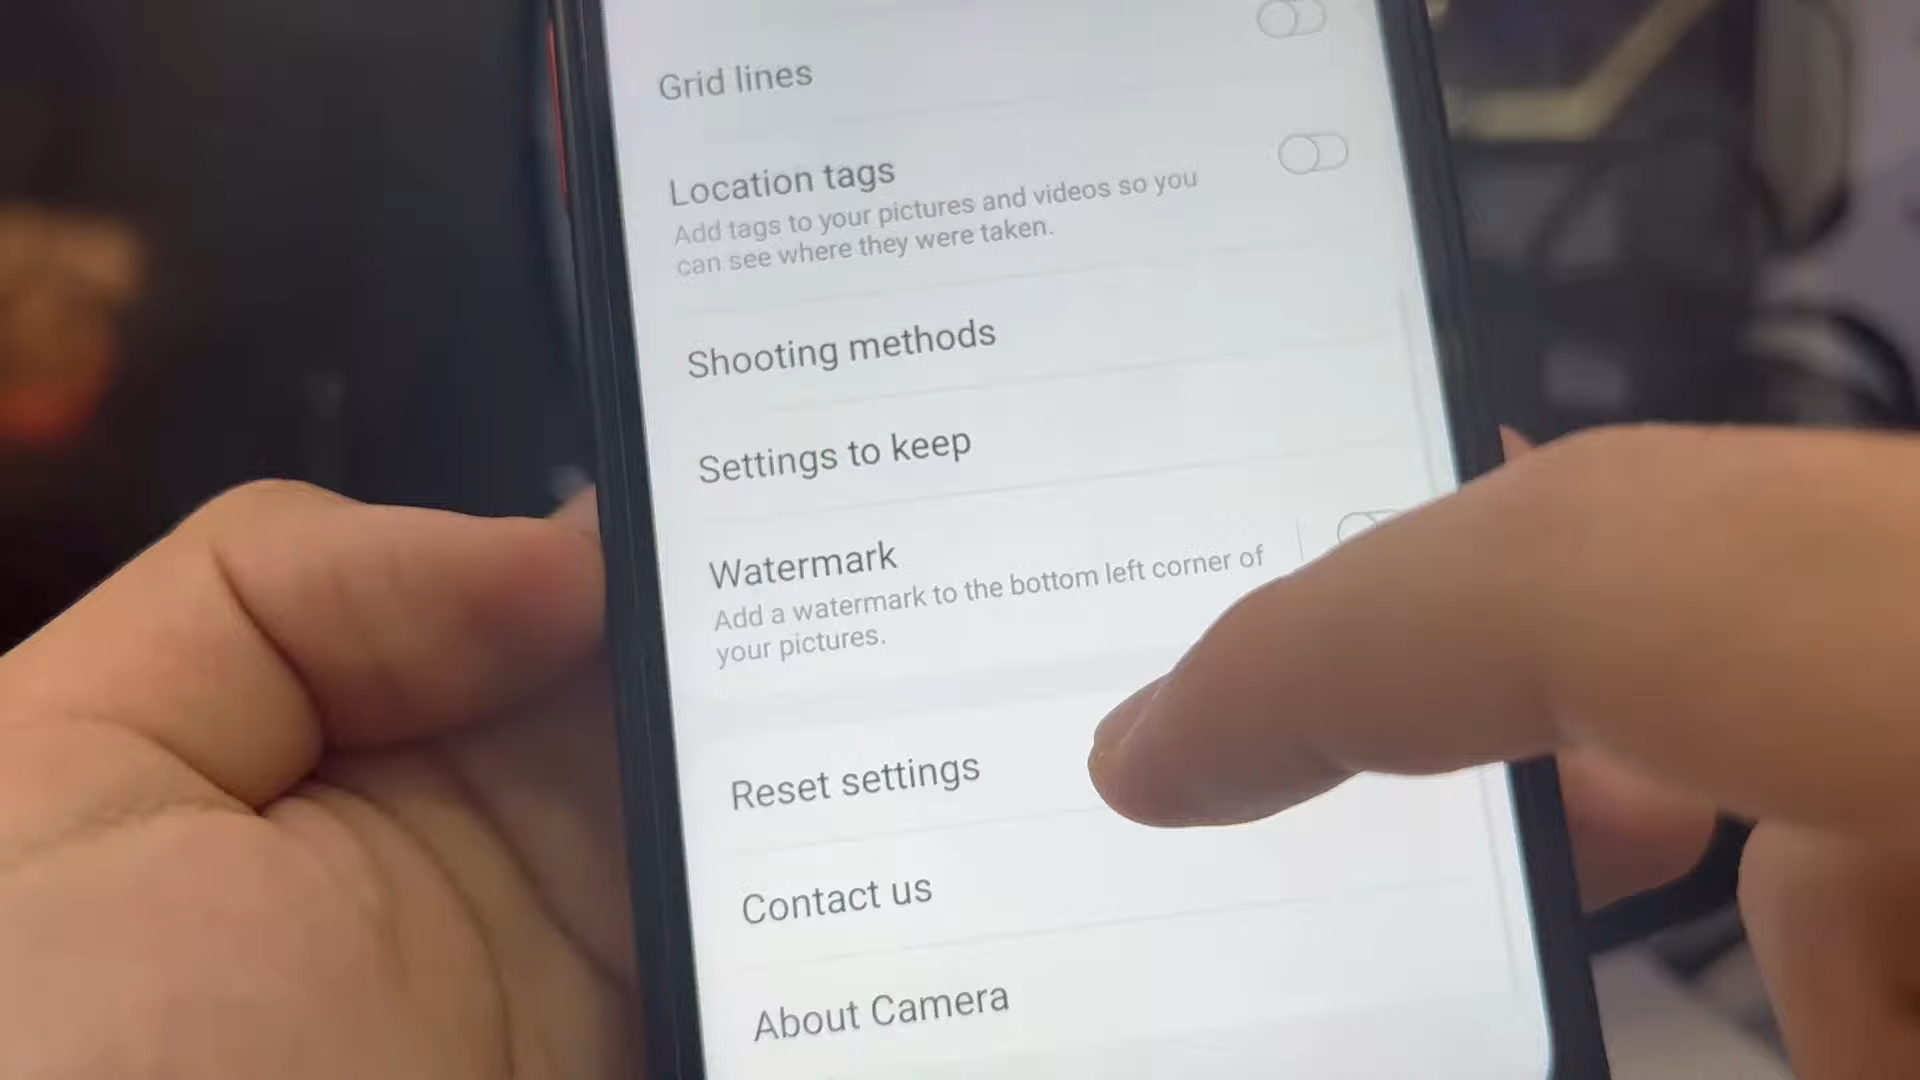 Grid lines
Location tags
Add tags to your pictures and videos so you
can see where they were taken.
Shooting methods
Settings to keep
Watermark
Add a watermark to the bottom left corner of
your pictures.
Reset settings
Contact us
About Camera